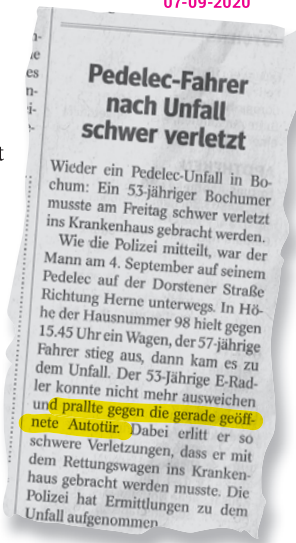 07-09-2020
Pedelec-Fahrer
nach Unfall
schwer verletzt
Wieder ein Pedelec-Unfall in Bo-
chum: Ein 53-jähriger Bochumer
musste am Freitag schwer verletzt
ins Krankenhaus gebracht werden.
Wie die Polizei mitteilt, war der
Mann am 4. September auf seinem
Pedelec auf der Dorstener Straße
Richtung Herne unterwegs. In Hö-
he der Hausnummer 98 hielt gegen
15.45 Uhr ein Wagen, der 57-jährige
Fahrer stieg aus, dann kam es zu
dem Unfall. Der 53-Jährige E-Rad-
ler konnte nicht mehr ausweichen
und prallte gegen die gerade geöff-
nete Autotür. Dabei erlitt er so
schwere Verletzungen, dass er mit
dem Rettungswagen ins Kranken-
haus gebracht werden musste. Die
Polizei hat Ermittlungen zu dem
Unfall aufgenommen